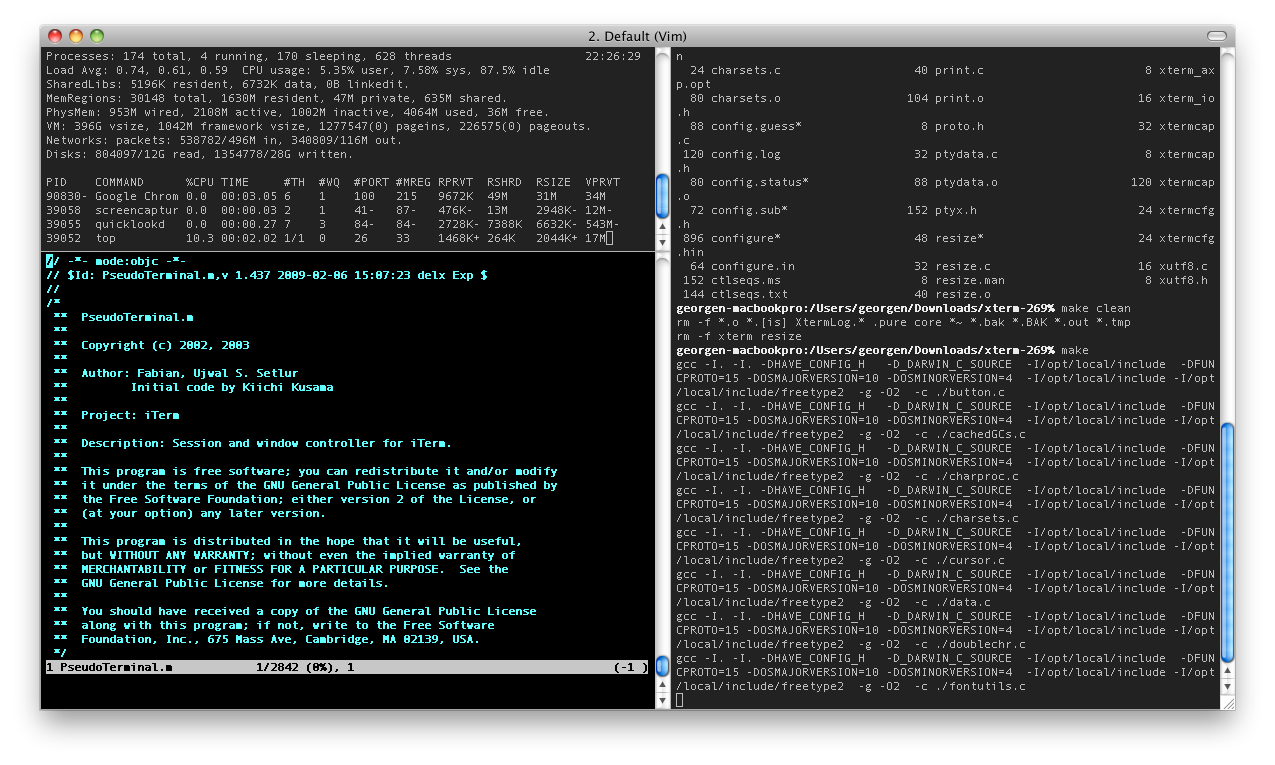 2. Default (Vim)
Processes: 174 total, 4 running, 170 sleeping, 628 threads 22:26:29
Load Avg: 0.74, 0.61, 0.59 CPU usage: 5.35% user, 7.58% sys, 87.5% idle
SharedLibs: 5196K resident, 6732K data, 0B linkedit.
MemRegions: 30148 total, 1630M resident, 47M private, 635M shared.
PhysMem: 953M wired, 2108M active, 1002M inactive, 4064M used, 36M free.
VM: 396G vsize, 1042M framework vsize, 1277547(0) pageins, 226575(0) pageouts.
Networks: packets: 538782/496M in, 340809/116M out.
Disks: 804097/12G read, 1354778/28G written.
PID COMMAND %CPU TIME #TH #WQ #PORT #MREG RPRVT RSHRD RSIZE VPRVT
90830- Google Chrom 0.0 00:03.05 6 1 100 215 9672K 49M 31M 34M
39058 screencaptur 0.0 00:00.03 2 1 41- 87- 476K- 13M 2948K- 12M-
39055 quicklookd 0.0 00:00.27 7 3 84- 84- 2728K- 7388K 6632K- 543M-
39052 top 10.3 00:02.02 1/1 0 26 33 1468K+ 264K 2044K+ 17M
// -*- mode:objc -*-
// $Id: PseudoTerminal.m,v 1.437 2009-02-06 15:07:23 delx Exp $
//
/*
** PseudoTerminal.m
**
** Copyright (c) 2002, 2003
**
** Author: Fabian, Ujwal S. Setlur
** Initial code by Kiichi Kusama
**
** Project: iTerm
**
** Description: Session and window controller for iTerm.
**
** This program is free software; you can redistribute it and/or modify
** it under the terms of the GNU General Public License as published by
** the Free Software Foundation; either version 2 of the License, or
** (at your option) any later version.
**
** This program is distributed in the hope that it will be useful,
** but WITHOUT ANY WARRANTY; without even the implied warranty of
** MERCHANTABILITY or FITNESS FOR A PARTICULAR PURPOSE. See the
** GNU General Public License for more details.
**
** You should have received a copy of the GNU General Public License
** along with this program; if not, write to the Free Software
** Foundation, Inc., 675 Mass Ave, Cambridge, MA 02139, USA.
*/
1 PseudoTerminal.m 1/2842 (0%), 1 (-1 )
n
24 charsets.c 40 print.c 8 xterm_ax
p.opt
80 charsets.o 104 print.o 16 xterm_io
.h
88 config.guess* 8 proto.h 32 xtermcap
.c
120 config.log 32 ptydata.c 8 xtermcap
.h
80 config.status* 88 ptydata.o 120 xtermcap
.o
72 config.sub* 152 ptyx.h 24 xtermcfg
.h
896 configure* 48 resize* 24 xtermcfg
.hin
64 configure.in 32 resize.c 16 xutf8.c
152 ctlseqs.ms 8 resize.man 8 xutf8.h
144 ctlseqs.txt 40 resize.o
georgen-macbookpro:/Users/georgen/Downloads/xterm-269% make clean
rm -f *.o *.[is] XtermLog.* .pure core *~ *.bak *.BAK *.out *.tmp
rm -f xterm resize
georgen-macbookpro:/Users/georgen/Downloads/xterm-269% make
gcc -I. -I. -DHAVE_CONFIG_H -D_DARWIN_C_SOURCE -I/opt/local/include -DFUN
CPROTO=15 -DOSMAJORVERSION=10 -DOSMINORVERSION=4 -I/opt/local/include -I/opt
/local/include/freetype2 -g -O2 -c ./button.c
gcc -I. -I. -DHAVE_CONFIG_H -D_DARWIN_C_SOURCE -I/opt/local/include -DFUN
CPROTO=15 -DOSMAJORVERSION=10 -DOSMINORVERSION=4 -I/opt/local/include -I/opt
/local/include/freetype2 -g -O2 -c ./cachedGCs.c
gcc -I. -I. -DHAVE_CONFIG_H -D_DARWIN_C_SOURCE -I/opt/local/include -DFUN
CPROTO=15 -DOSMAJORVERSION=10 -DOSMINORVERSION=4 -I/opt/local/include -I/opt
/local/include/freetype2 -g -O2 -c ./charproc.c
gcc -I. -I. -DHAVE_CONFIG_H -D_DARWIN_C_SOURCE -I/opt/local/include -DFUN
CPROTO=15 -DOSMAJORVERSION=10 -DOSMINORVERSION=4 -I/opt/local/include -I/opt
/local/include/freetype2 -g -O2 -c ./charsets.c
gcc -I. -I. -DHAVE_CONFIG_H -D_DARWIN_C_SOURCE -I/opt/local/include -DFUN
CPROTO=15 -DOSMAJORVERSION=10 -DOSMINORVERSION=4 -I/opt/local/include -I/opt
/local/include/freetype2 -g -O2 -c ./cursor.c
gcc -I. -I. -DHAVE_CONFIG_H -D_DARWIN_C_SOURCE -I/opt/local/include -DFUN
CPROTO=15 -DOSMAJORVERSION=10 -DOSMINORVERSION=4 -I/opt/local/include -I/opt
/local/include/freetype2 -g -O2 -c ./data.c
gcc -I. -I. -DHAVE_CONFIG_H -D_DARWIN_C_SOURCE -I/opt/local/include -DFUN
CPROTO=15 -DOSMAJORVERSION=10 -DOSMINORVERSION=4 -I/opt/local/include -I/opt
/local/include/freetype2 -g -O2 -c ./doublechr.c
gcc -I. -I. -DHAVE_CONFIG_H -D_DARWIN_C_SOURCE -I/opt/local/include -DFUN
CPROTO=15 -DOSMAJORVERSION=10 -DOSMINORVERSION=4 -I/opt/local/include -I/opt
/local/include/freetype2 -g -O2 -c ./fontutils.c